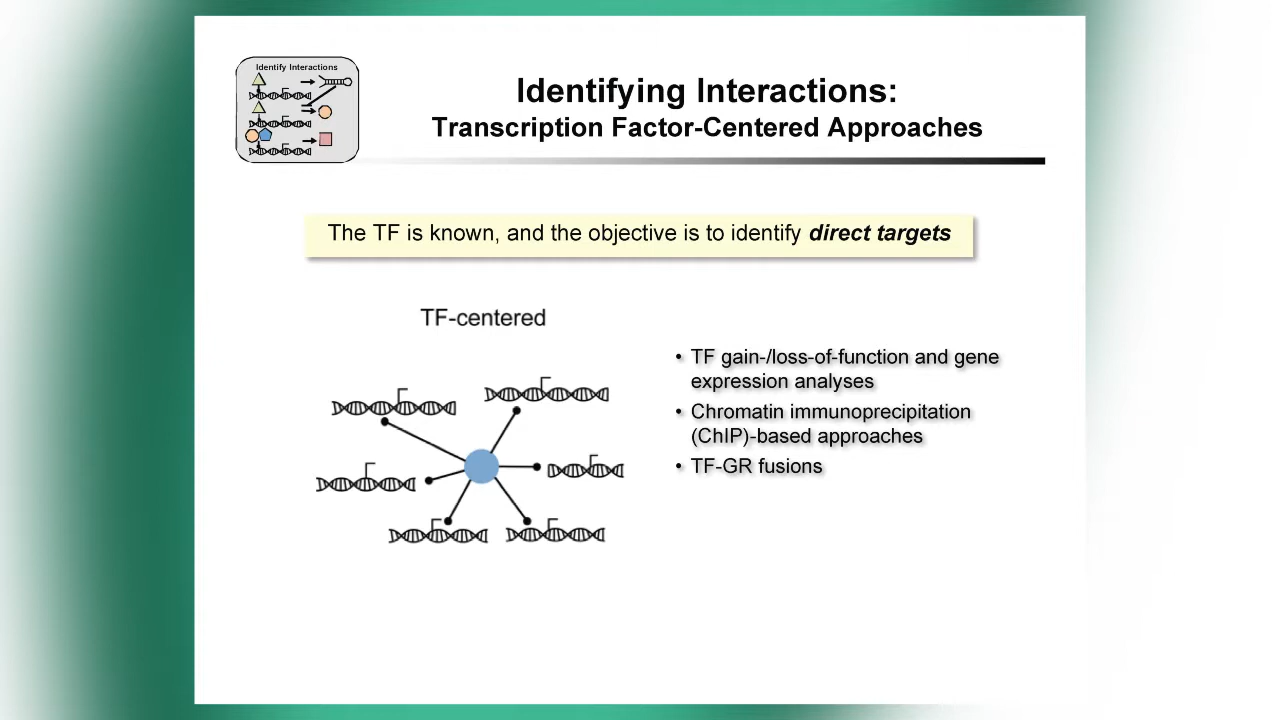 Identify Interactions
Identifying Interactions:
Transcription Factor-Centered Approaches
The TF is known, and the objective is to identify direct targets
TF-centered
• TF gain-/loss-of-function and gene
expression analyses
• Chromatin immunoprecipitation
(ChIP)-based approaches
• TF-GR fusions